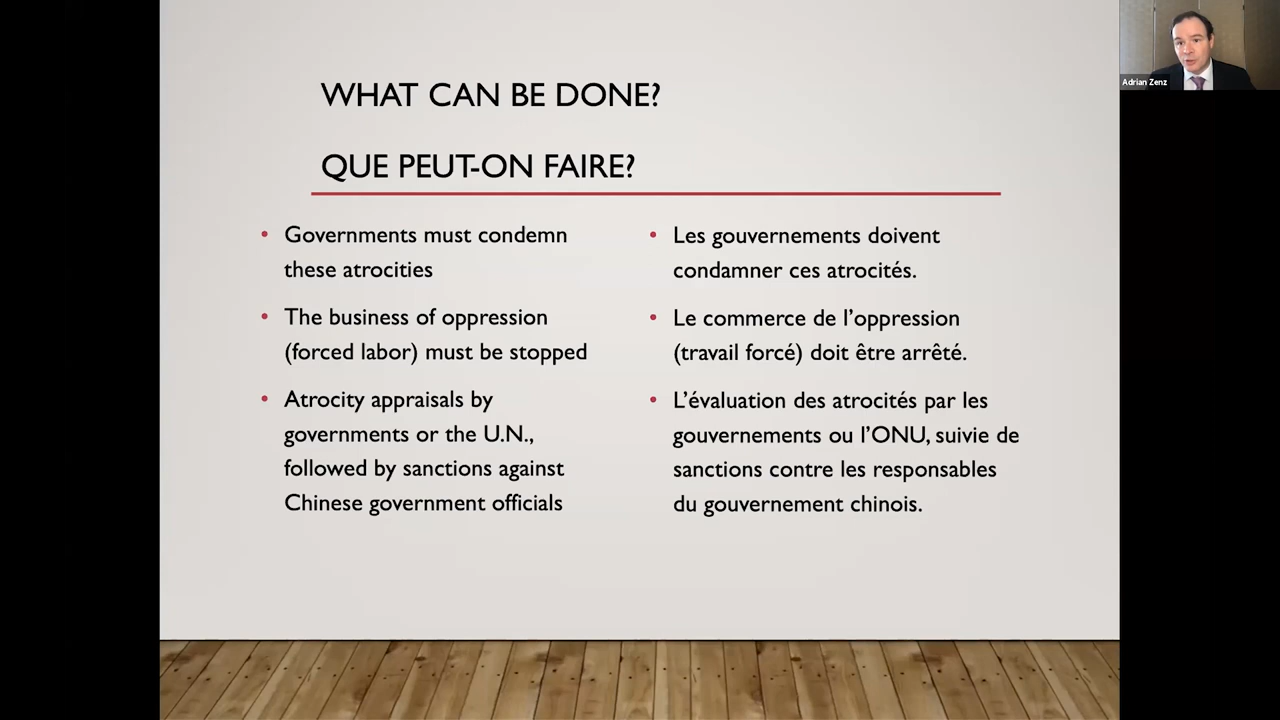 WHAT CAN BE DONE?
QUE PEUT-ON FAIRE?
• Governments must condemn
these atrocities
• The business of oppression
(forced labor) must be stopped
• Atrocity appraisals by
governments or the U.N.,
followed by sanctions against
Chinese government officials
• Les gouvernements doivent
condamner ces atrocités.
• Le commerce de l’oppression
(travail forcé) doit être arrêté.
• L’évaluation des atrocités par les
gouvernements ou l’ONU, suivie de
sanctions contre les responsables
du gouvernement chinois.
Adrian Zenz